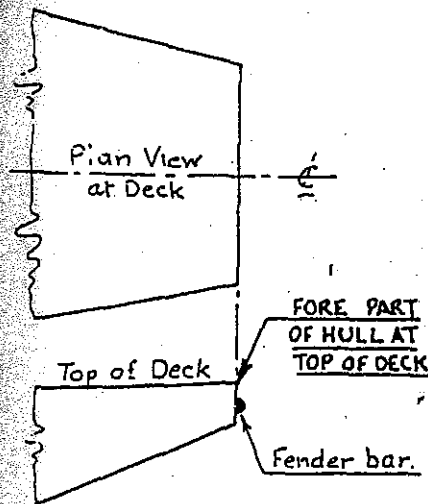 Plan View
at Deck
℄
FORE PART
OF HULL AT
TOP OF DECK
Top of Deck
Fender bar.